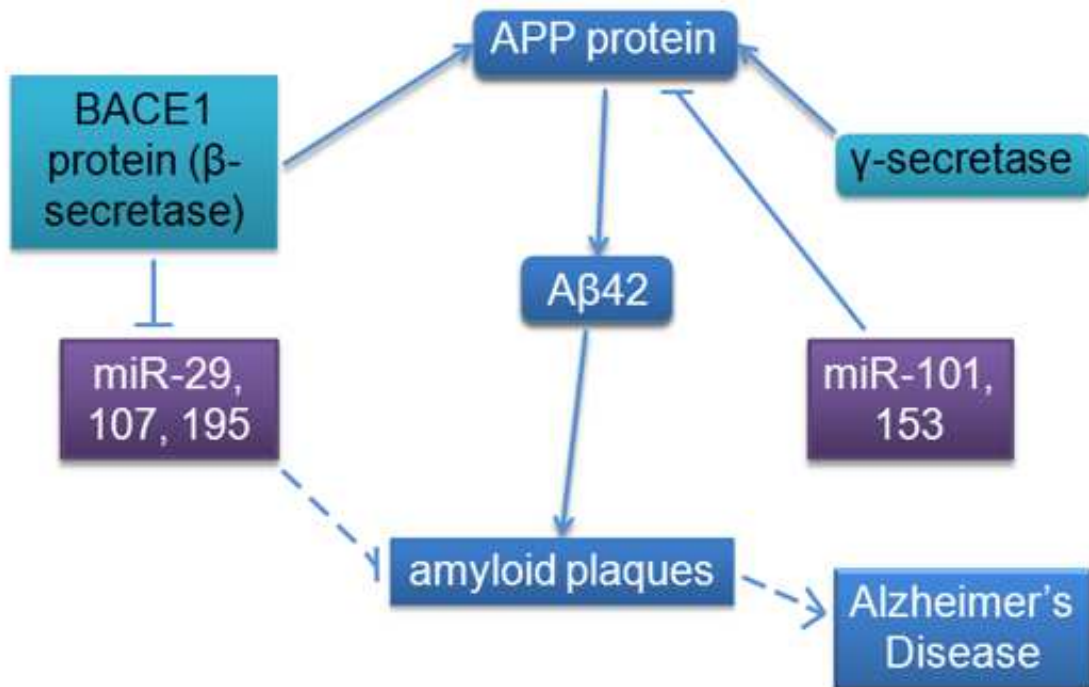 APP protein
BACE1
protein (β-
secretase)
γ-secretase
Aβ42
miR-29,
107, 195
miR-101,
153
amyloid plaques
Alzheimer's
Disease